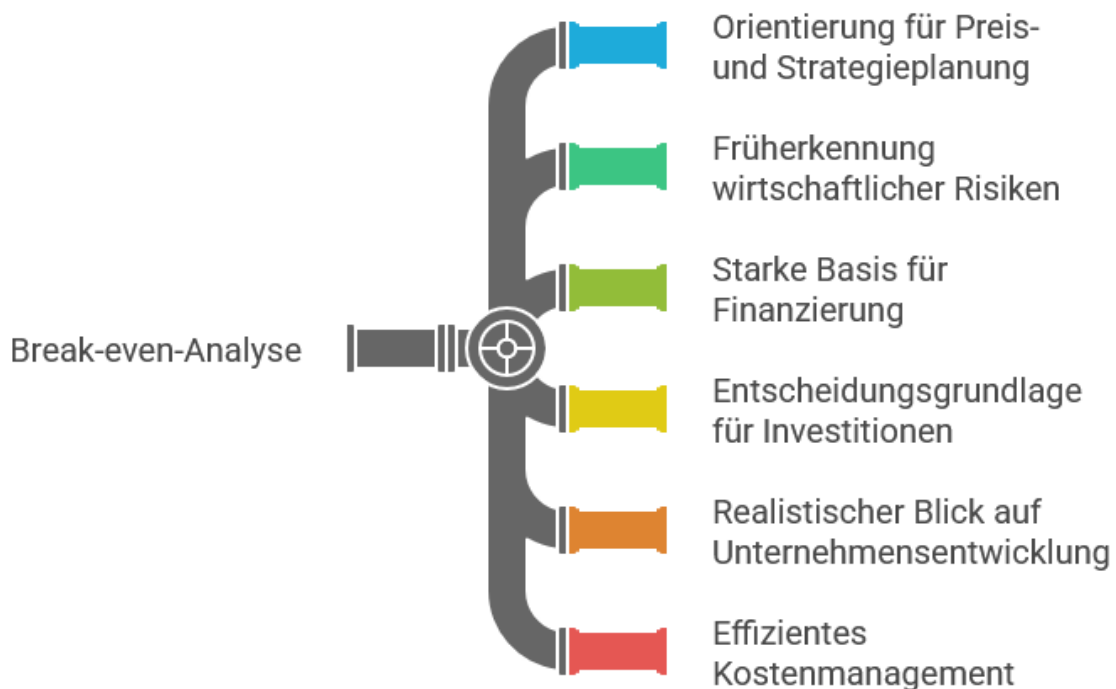 Orientierung für Preis-
und Strategieplanung
Früherkennung
wirtschaftlicher Risiken
Starke Basis für
Finanzierung
Break-even-Analyse
Entscheidungsgrundlage
für Investitionen
Realistischer Blick auf
Unternehmensentwicklung
Effizientes
Kostenmanagement